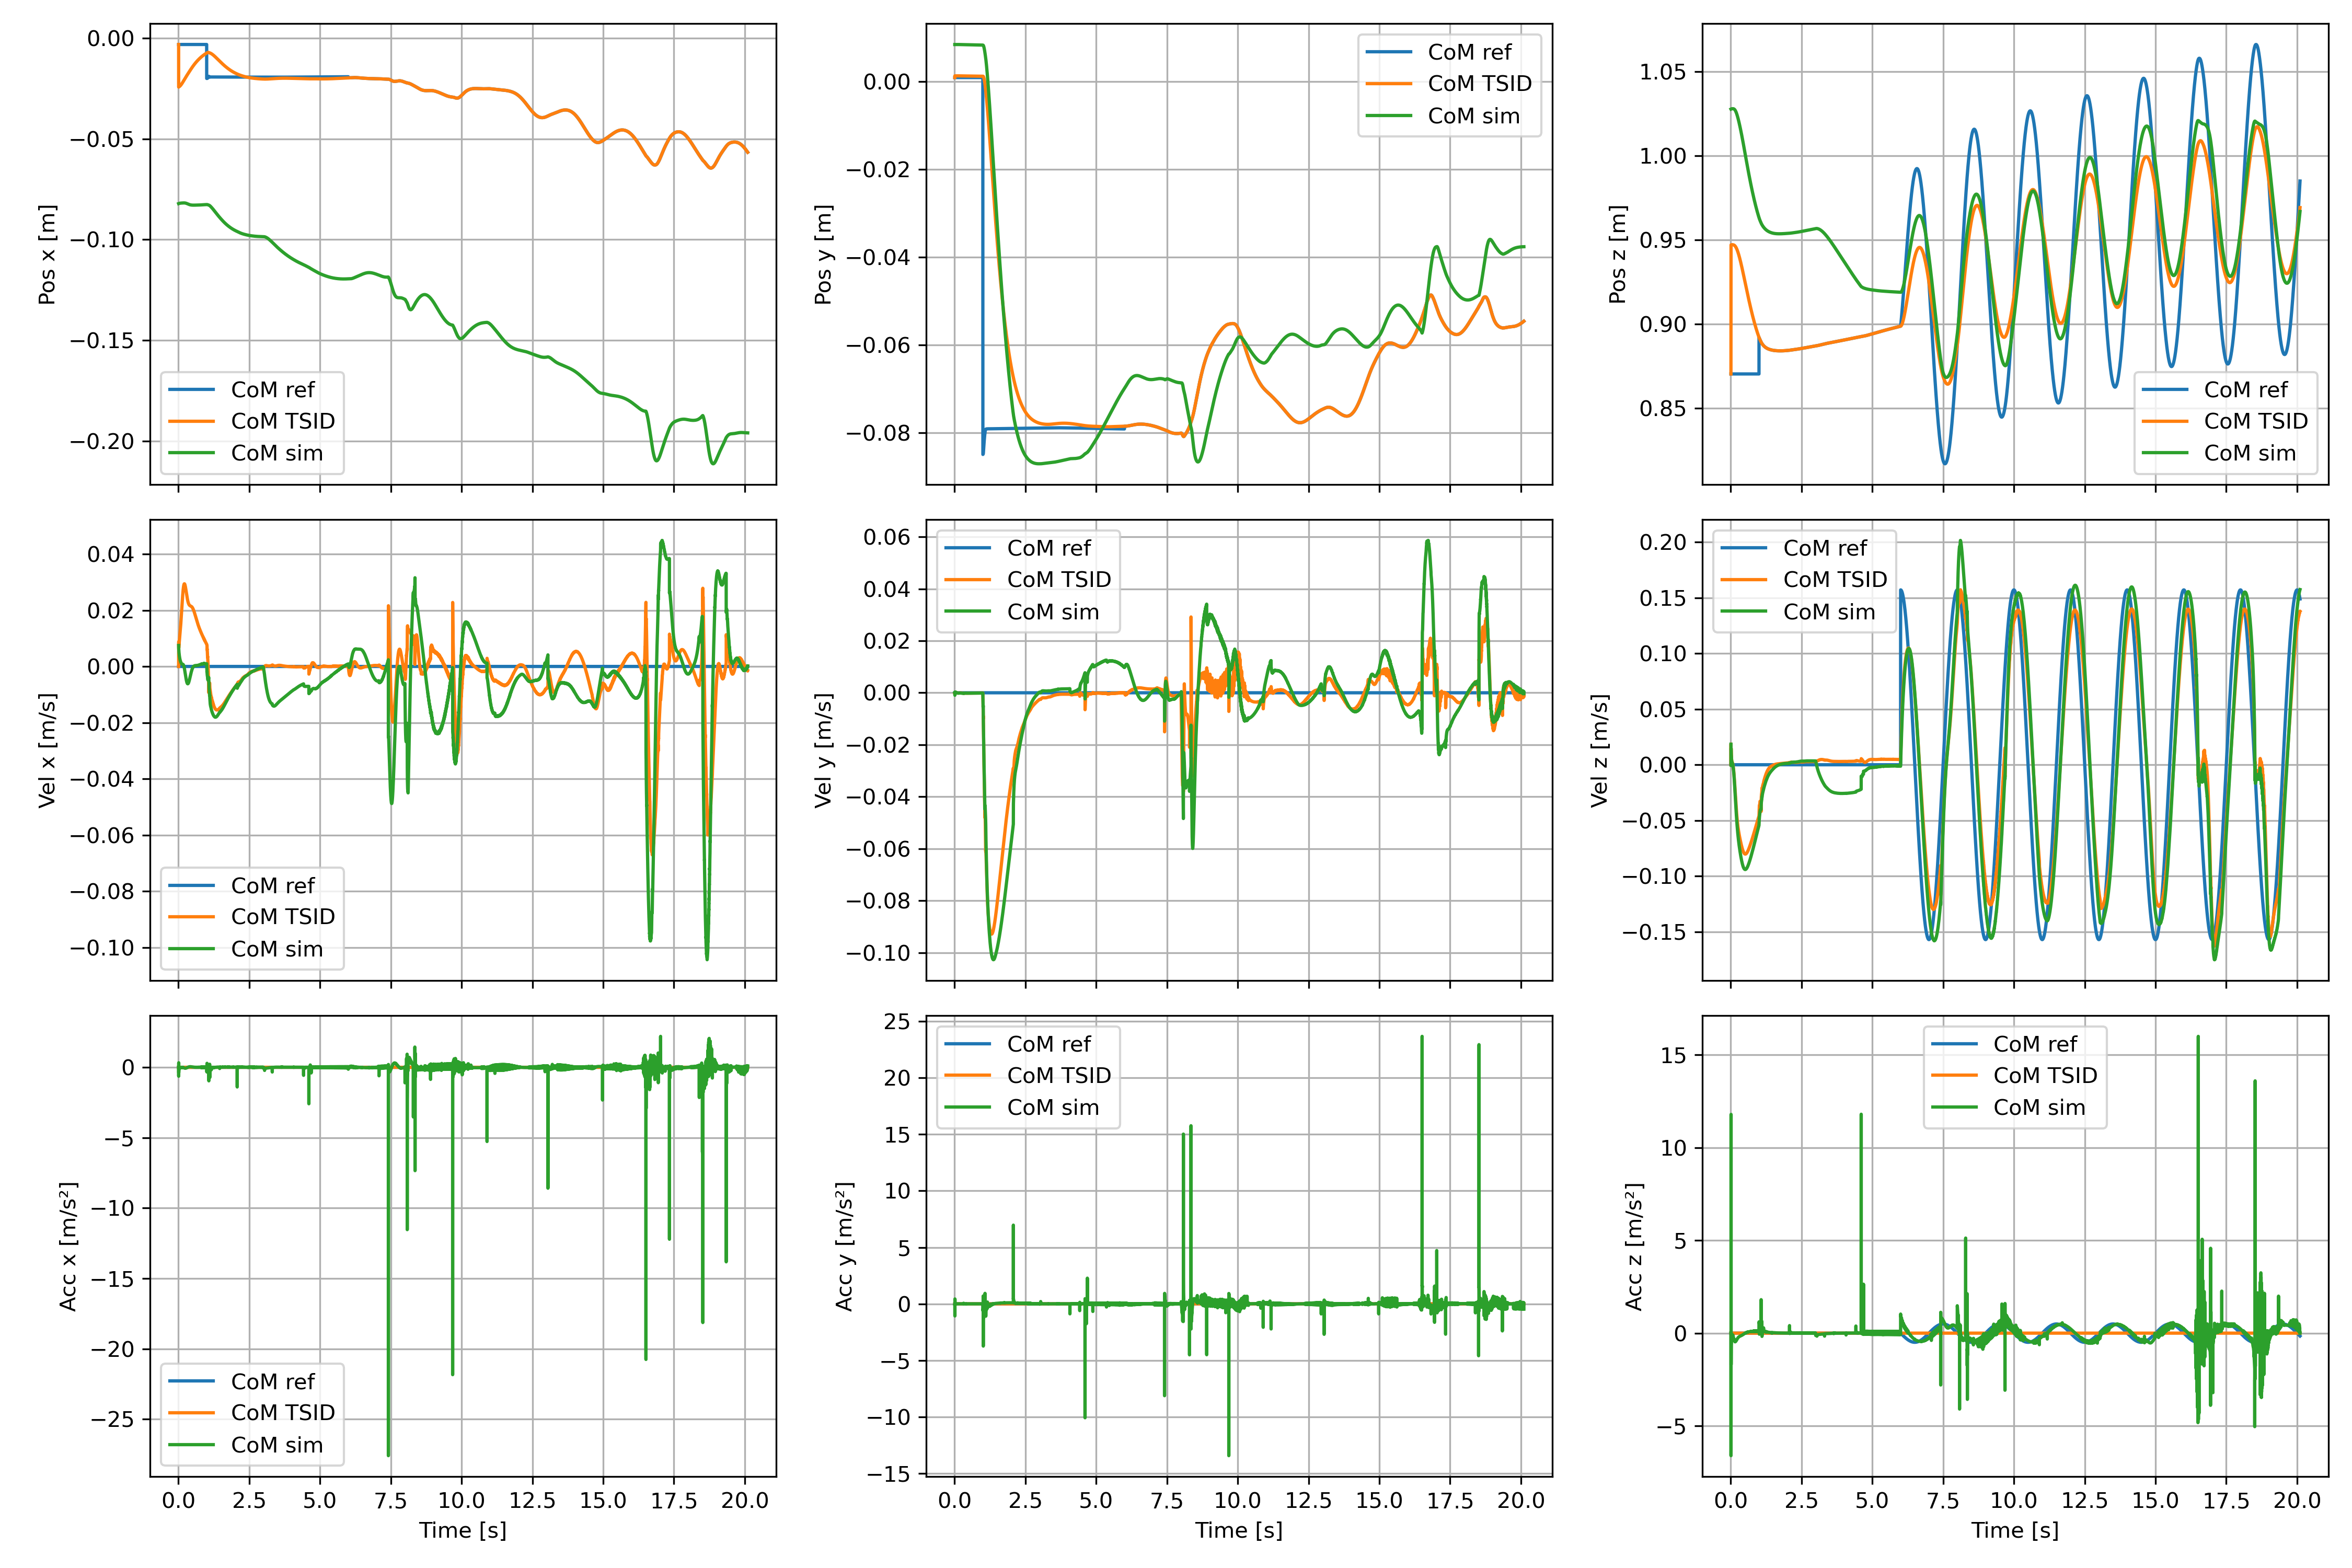 0.00
−0.05
−0.10
−0.15
−0.20
Pos x [m]
CoM ref
CoM TSID
CoM sim
0.00
−0.02
−0.04
−0.06
−0.08
Pos y [m]
CoM ref
CoM TSID
CoM sim
1.05
1.00
0.95
0.90
0.85
Pos z [m]
CoM ref
CoM TSID
CoM sim
0.04
0.02
0.00
−0.02
−0.04
−0.06
−0.08
−0.10
Vel x [m/s]
CoM ref
CoM TSID
CoM sim
0.06
0.04
0.02
0.00
−0.02
−0.04
−0.06
−0.08
−0.10
Vel y [m/s]
CoM ref
CoM TSID
CoM sim
0.20
0.15
0.10
0.05
0.00
−0.05
−0.10
−0.15
Vel z [m/s]
CoM ref
CoM TSID
CoM sim
0
−5
−10
−15
−20
−25
Acc x [m/s²]
CoM ref
CoM TSID
CoM sim
0.0 2.5 5.0 7.5 10.0 12.5 15.0 17.5 20.0
Time [s]
25
20
15
10
5
0
−5
−10
−15
Acc y [m/s²]
CoM ref
CoM TSID
CoM sim
0.0 2.5 5.0 7.5 10.0 12.5 15.0 17.5 20.0
Time [s]
15
10
5
0
−5
Acc z [m/s²]
CoM ref
CoM TSID
CoM sim
0.0 2.5 5.0 7.5 10.0 12.5 15.0 17.5 20.0
Time [s]